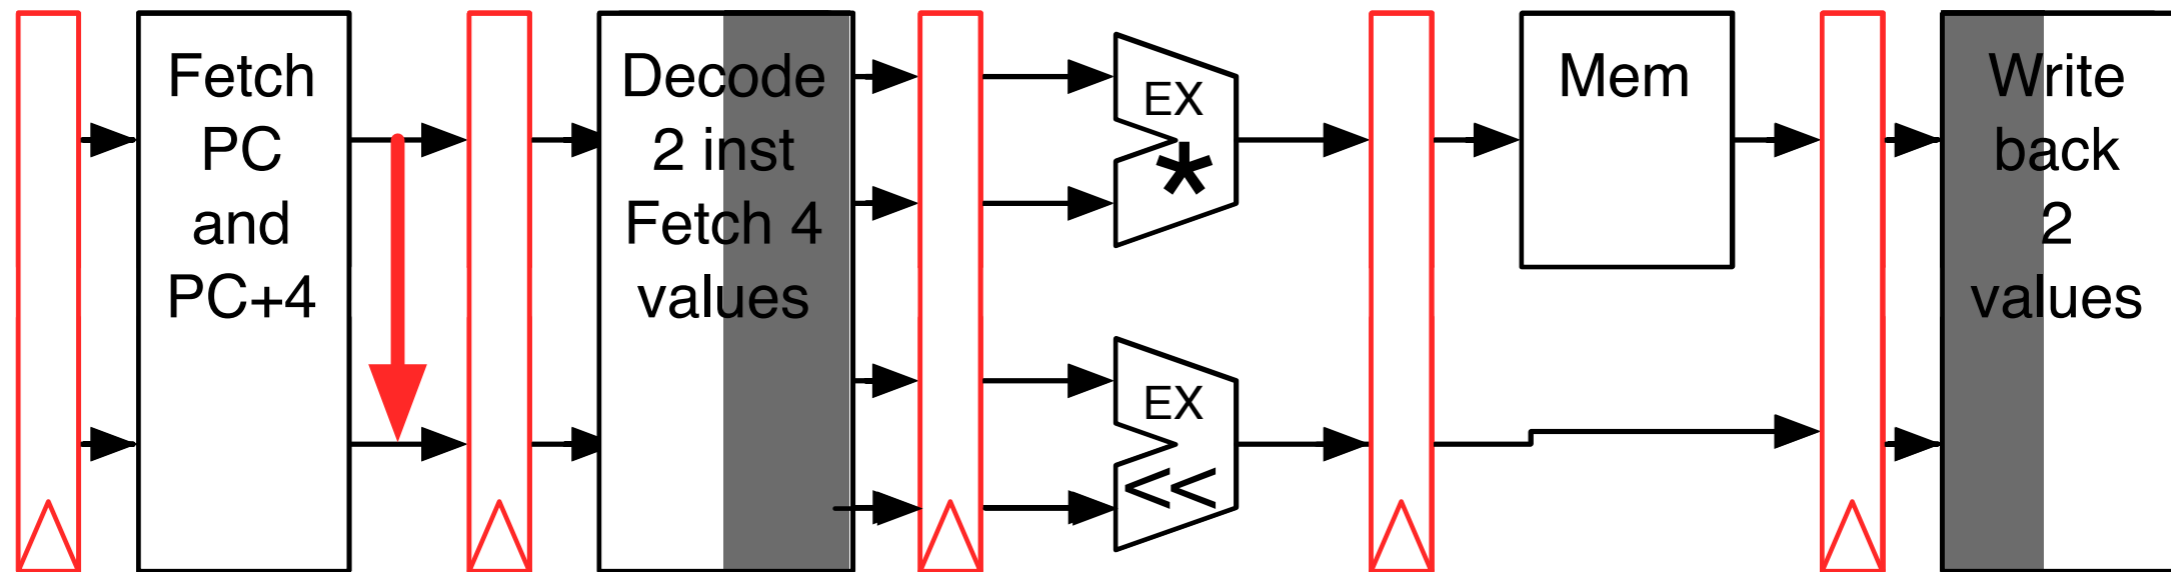 Fetch
PC
and
PC+4
Decode
2 inst
Fetch 4
values
EX
*
EX
<<
Mem
Write
back
2
values